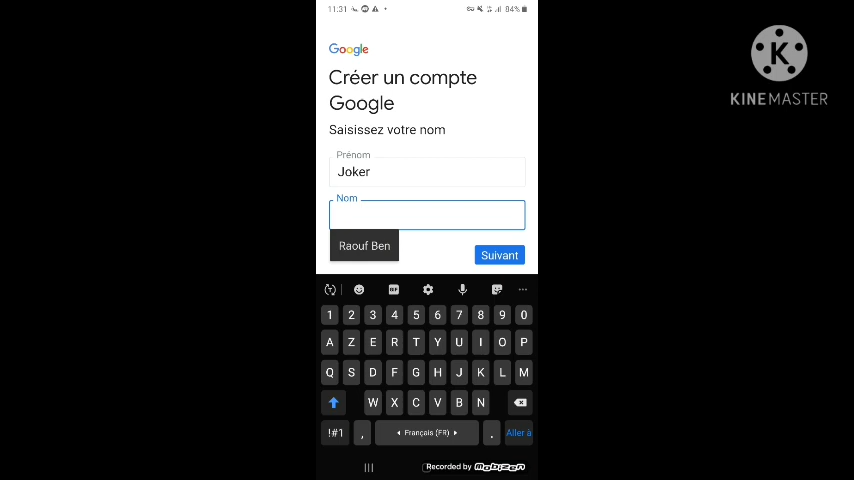 11:31 84%
Google
Créer un compte
Google
Saisissez votre nom
Prénom
Joker
Nom
Raouf Ben
Suivant
GIF
1 2 3 4 5 6 7 8 9 0
A Z E R T Y U I O P
Q S D F G H J K L M
W X C V B N
!#1 , Français (FR) . Aller à
Recorded by MOBIZEN
K
KINEMASTER